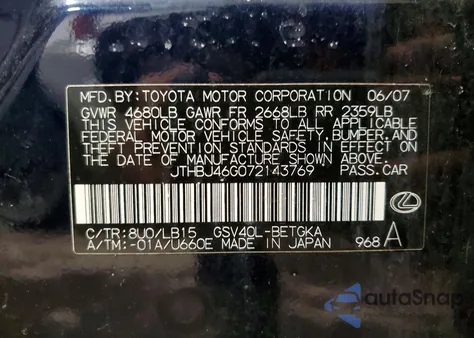 MFD.BY:TOYOTA MOTOR CORPORATION 06/07
GVWR 4680LB GAWR FR 2668LB RR 2359LB
THIS VEHICLE CONFORMS TO ALL APPLICABLE
FEDERAL MOTOR VEHICLE SAFETY,BUMPER,AND
THEFT PREVENTION STANDARDS IN EFFECT ON
THE DATE OF MANUFACTURE SHOWN ABOVE.
JTHBJ46G072143769 PASS.CAR
C/TR:8U0/LB15 GSV40L-BETGKA
A/TM:-01A/U660E MADE IN JAPAN 968 A
autoSnap